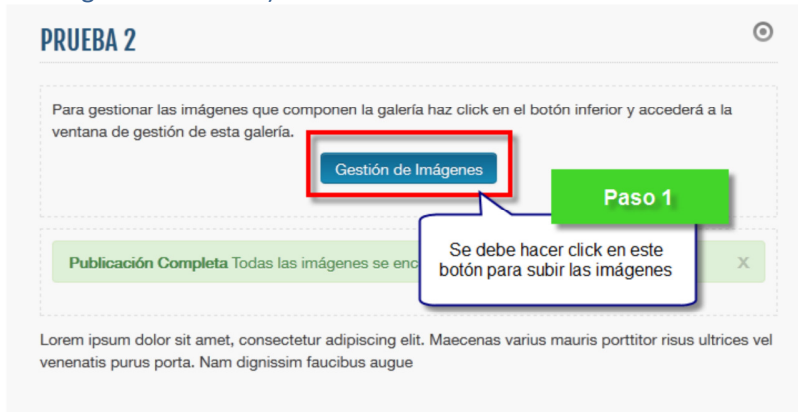 PRUEBA 2
Para gestionar las imágenes que componen la galería haz click en el botón inferior y accederá a la
ventana de gestión de esta galería.
Gestión de Imágenes
Paso 1
Se debe hacer click en este
botón para subir las imágenes
Publicación Completa Todas las imágenes se enc
X
Lorem ipsum dolor sit amet, consectetur adipiscing elit. Maecenas varius mauris porttitor risus ultrices vel
venenatis purus porta. Nam dignissim faucibus augue